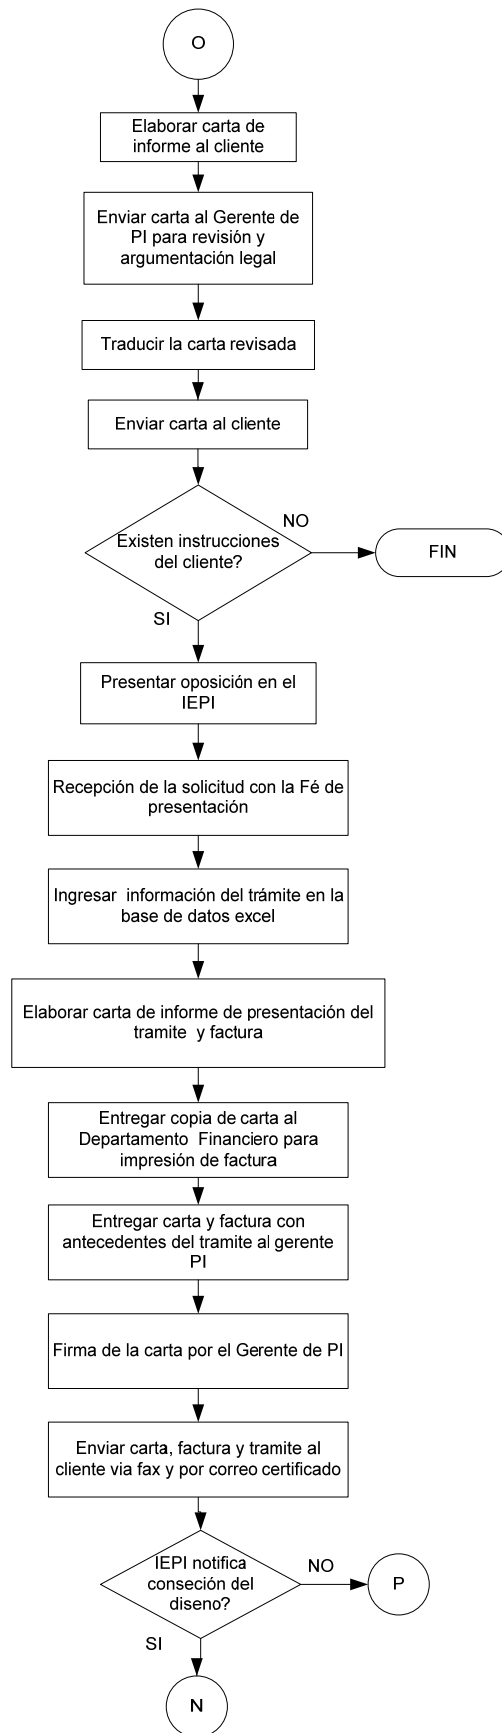 O
Elaborar carta de
informe al cliente
Enviar carta al Gerente de
PI para revisión y
argumentación legal
Traducir la carta revisada
Enviar carta al cliente
Existen instrucciones
del cliente?
NO
FIN
SI
Presentar oposición en el
IEPI
Recepción de la solicitud con la Fé de
presentación
Ingresar información del trámite en la
base de datos excel
Elaborar carta de informe de presentación del
tramite y factura
Entregar copia de carta al
Departamento Financiero para
impresión de factura
Entregar carta y factura con
antecedentes del tramite al gerente
PI
Firma de la carta por el Gerente de PI
Enviar carta, factura y tramite al
cliente via fax y por correo certificado
IEPI notifica
conseción del
diseno?
NO
P
SI
N